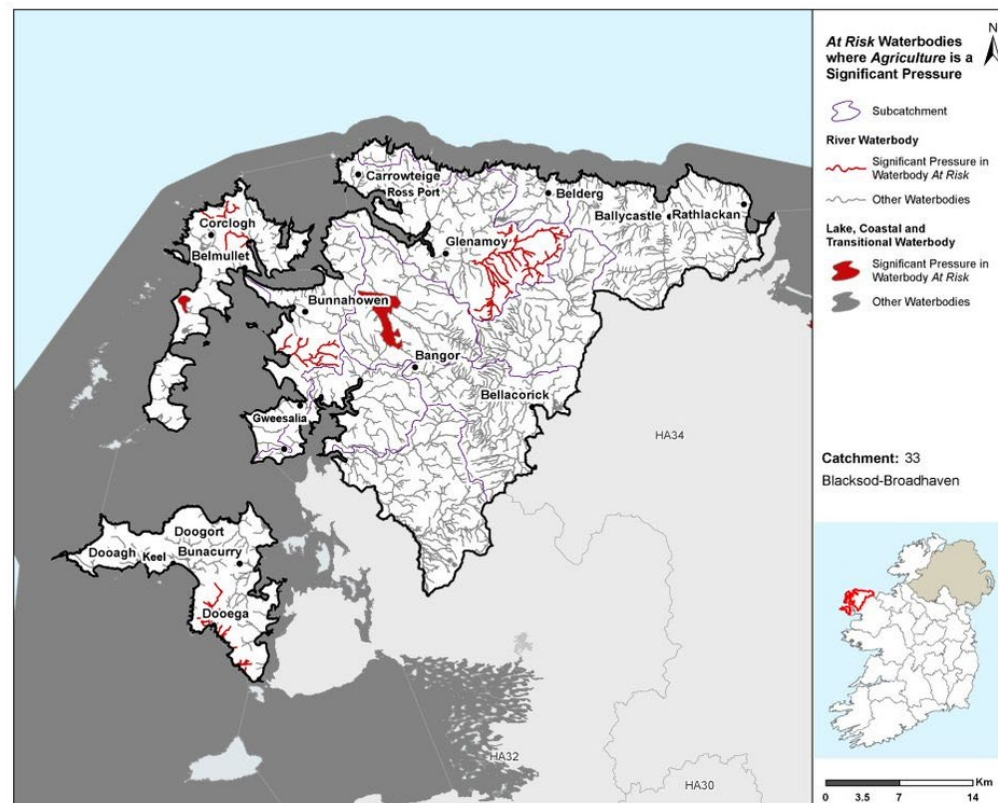 At Risk Waterbodies
where Agriculture is a
Significant Pressure
N
Subcatchment
River Waterbody
Significant Pressure in
Waterbody At Risk
Other Waterbodies
Lake, Coastal and
Transitional Waterbody
Significant Pressure in
Waterbody At Risk
Other Waterbodies
Catchment: 33
Blacksod-Broadhaven
Km
0 3.5 7 14
Carrowteige
Ross Port
Belderg
Ballycastle
Rathlackan
Corclogh
Glenamoy
Belmullet
Bunnahowen
Bangor
Bellacorick
Gweesalia
HA34
Doogort
Dooagh
Keel
Bunacurry
Dooega
HA32
HA30